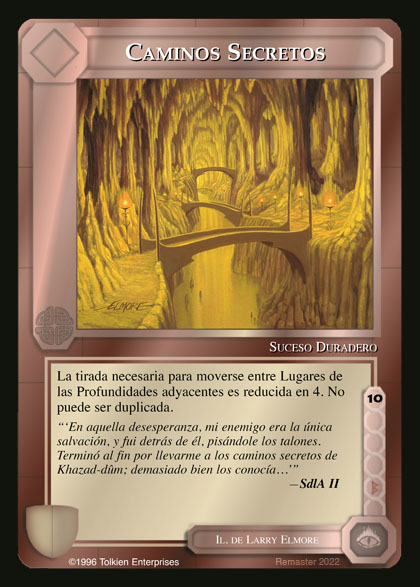 CAMINOS SECRETOS
ELMORE
SUCESO DURADERO
La tirada necesaria para moverse entre Lugares de
las Profundidades adyacentes es reducida en 4. No
puede ser duplicada.
10
“‘En aquella desesperanza, mi enemigo era la única
salvación, y fui detrás de él, pisándole los talones.
Terminó al fin por llevarme a los caminos secretos de
Khazad-dûm; demasiado bien los conocía…’”
—SdlA II
IL. DE LARRY ELMORE
©1996 Tolkien Enterprises
Remaster 2022